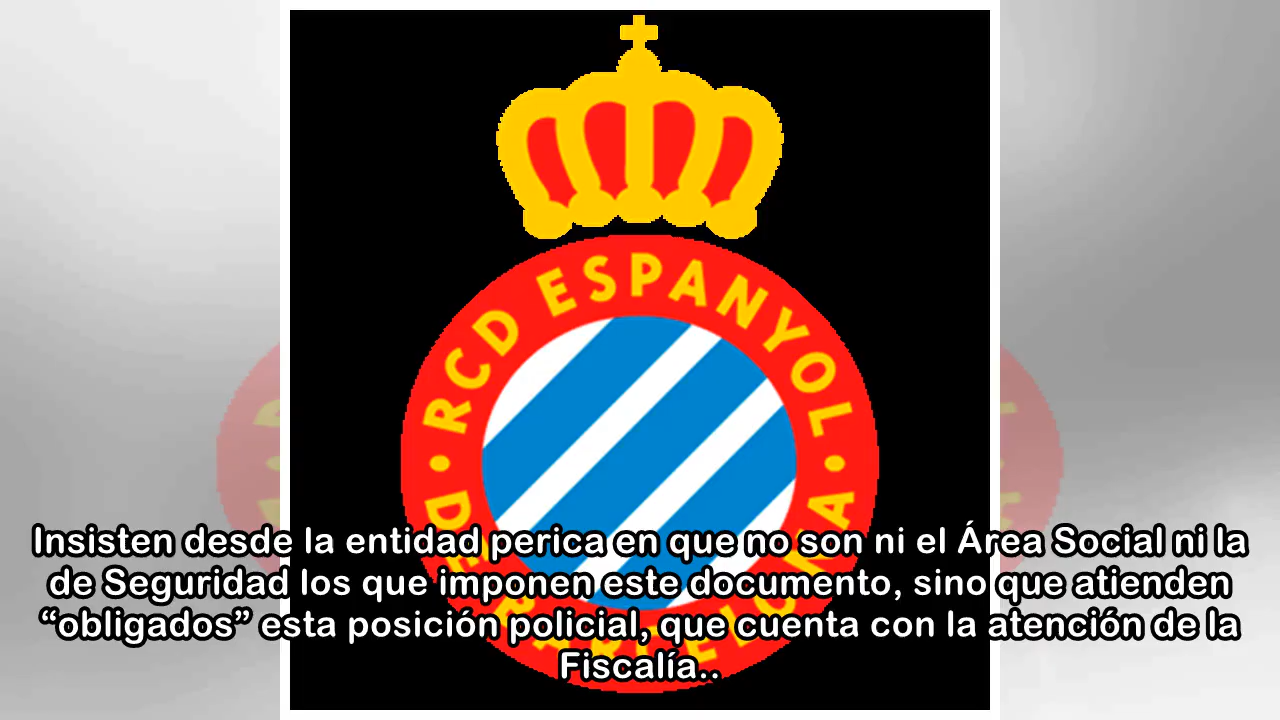 RCD ESPANYOL
Insisten desde la entidad perica en que no son ni el Área Social ni la
de Seguridad los que imponen este documento, sino que atienden
“obligados” esta posición policial, que cuenta con la atención de la
Fiscalía..